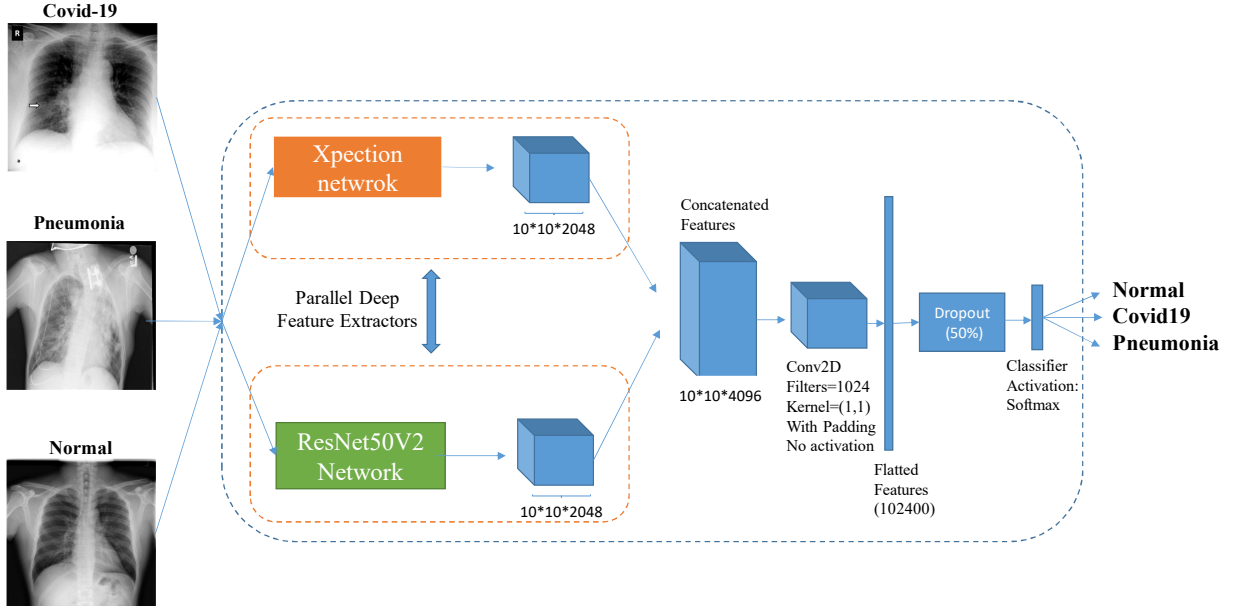 Covid-19
R
Pneumonia
Normal
Xpection
netwrok
10*10*2048
Parallel Deep
Feature Extractors
ResNet50V2
Network
10*10*2048
Concatenated
Features
10*10*4096
Conv2D
Filters=1024
Kernel=(1,1)
With Padding
No activation
Flatted
Features
(102400)
Dropout
(50%)
Classifier
Activation:
Softmax
Normal
Covid19
Pneumonia